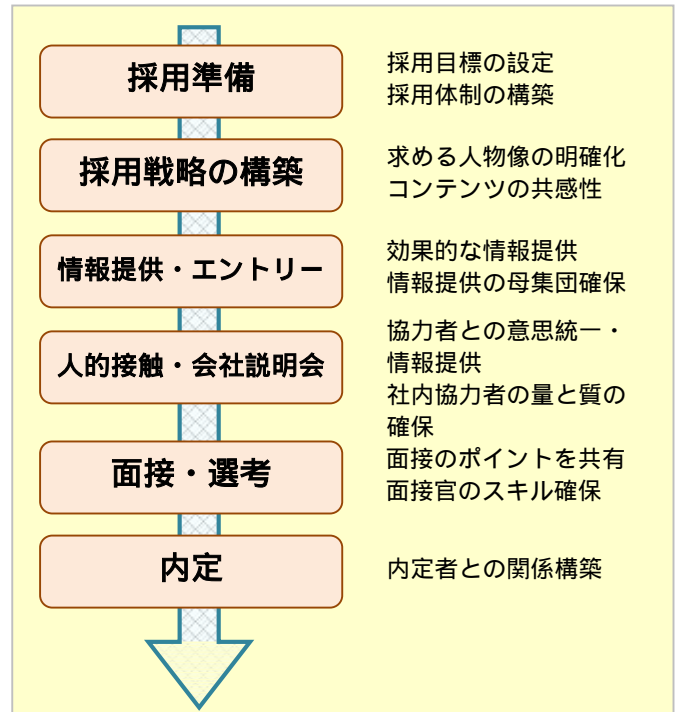 採用準備
採用目標の設定
採用体制の構築
採用戦略の構築
求める人物像の明確化
コンテンツの共感性
情報提供・エントリー
効果的な情報提供
情報提供の母集団確保
人的接触・会社説明会
協力者との意思統一・
情報提供
社内協力者の量と質の
確保
面接・選考
面接のポイントを共有
面接官のスキル確保
内定
内定者との関係構築